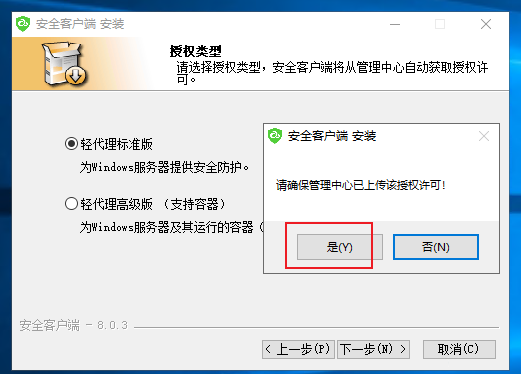 安全客户端 安装
授权类型
请选择授权类型，安全客户端将从管理中心自动获取授权许
可。
轻代理标准版
为Windows服务器提供安全防护。
轻代理高级版 （支持容器）
为Windows服务器及其运行的容器（
安全客户端 安装
请确保管理中心已上传该授权许可!
是(Y)
否(N)
安全客户端 - 8.0.3
< 上一步(P)
下一步(N) >
取消(C)